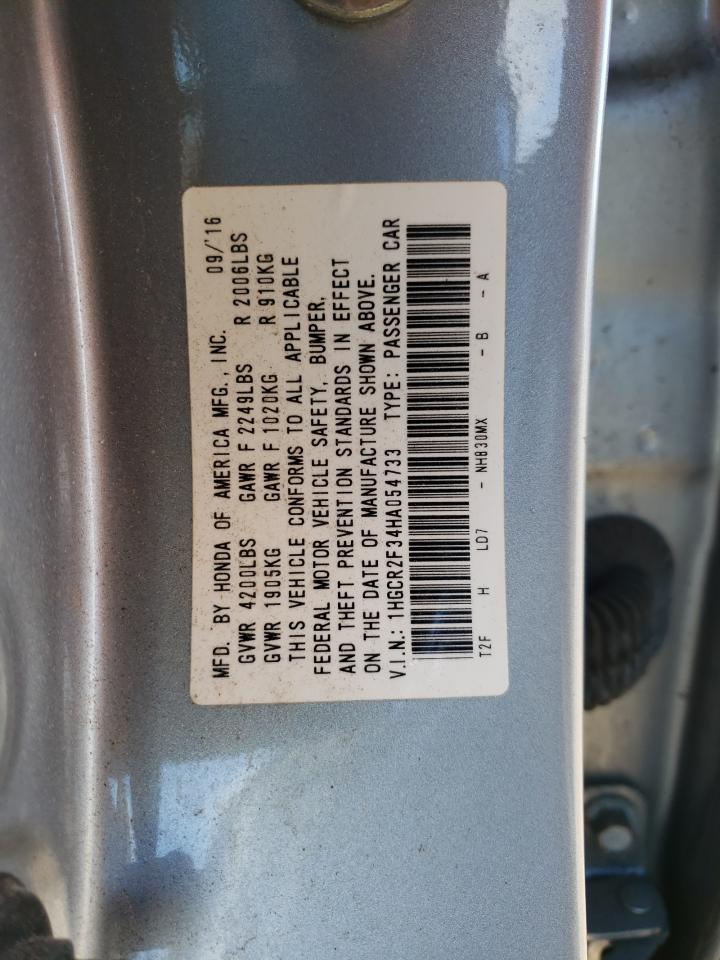 MFD. BY HONDA OF AMERICA MFG., INC. 09/'16
GVWR 4200LBS GAWR F 2249LBS R 2006LBS
GVWR 1905KG GAWR F 1020KG R 910KG
THIS VEHICLE CONFORMS TO ALL APPLICABLE
FEDERAL MOTOR VEHICLE SAFETY, BUMPER,
AND THEFT PREVENTION STANDARDS IN EFFECT
ON THE DATE OF MANUFACTURE SHOWN ABOVE.
V.I.N.: 1HGCR2F34HA054733 TYPE: PASSENGER CAR
T2F H LD7 - NH830MX - B - A